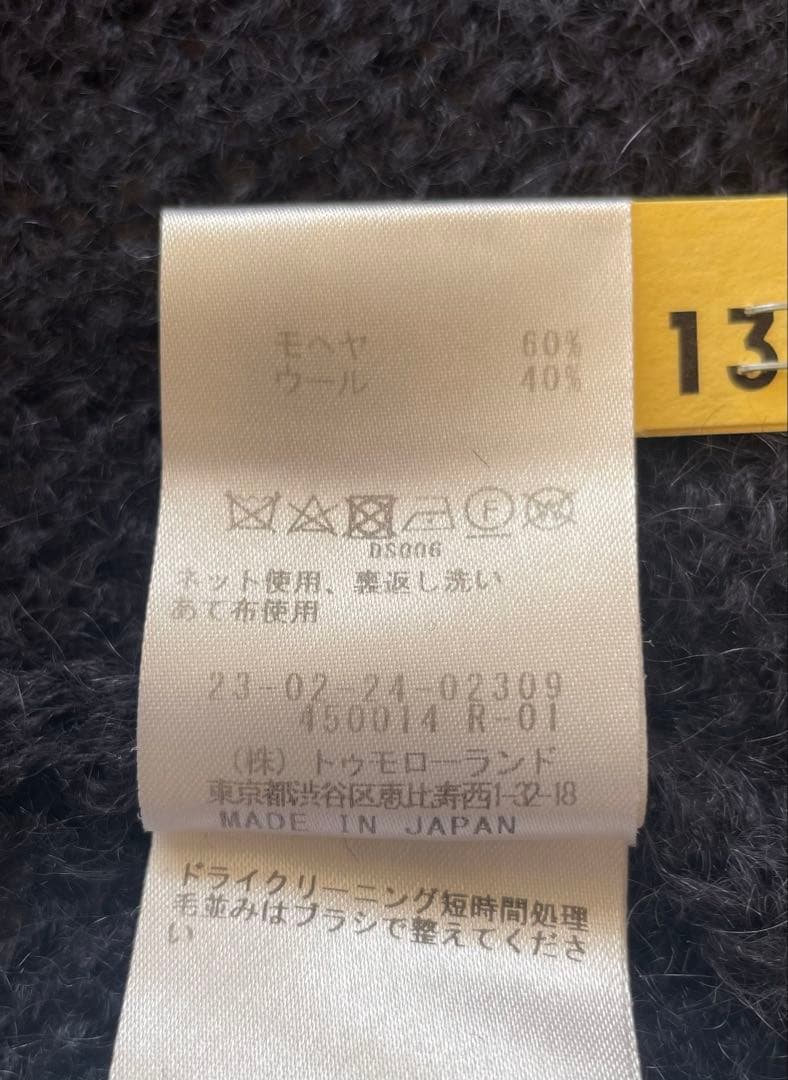 モヘヤ 60%
ウール 40%
13
F
W
DS006
ネット使用、裏返し洗い
あて布使用
23-02-24-02309
450014 R-01
(株) トゥモローランド
東京都渋谷区恵比寿西1-32-18
MADE IN JAPAN
ドライクリーニング短時間処理
毛並みはブラシで整えてくださ
い